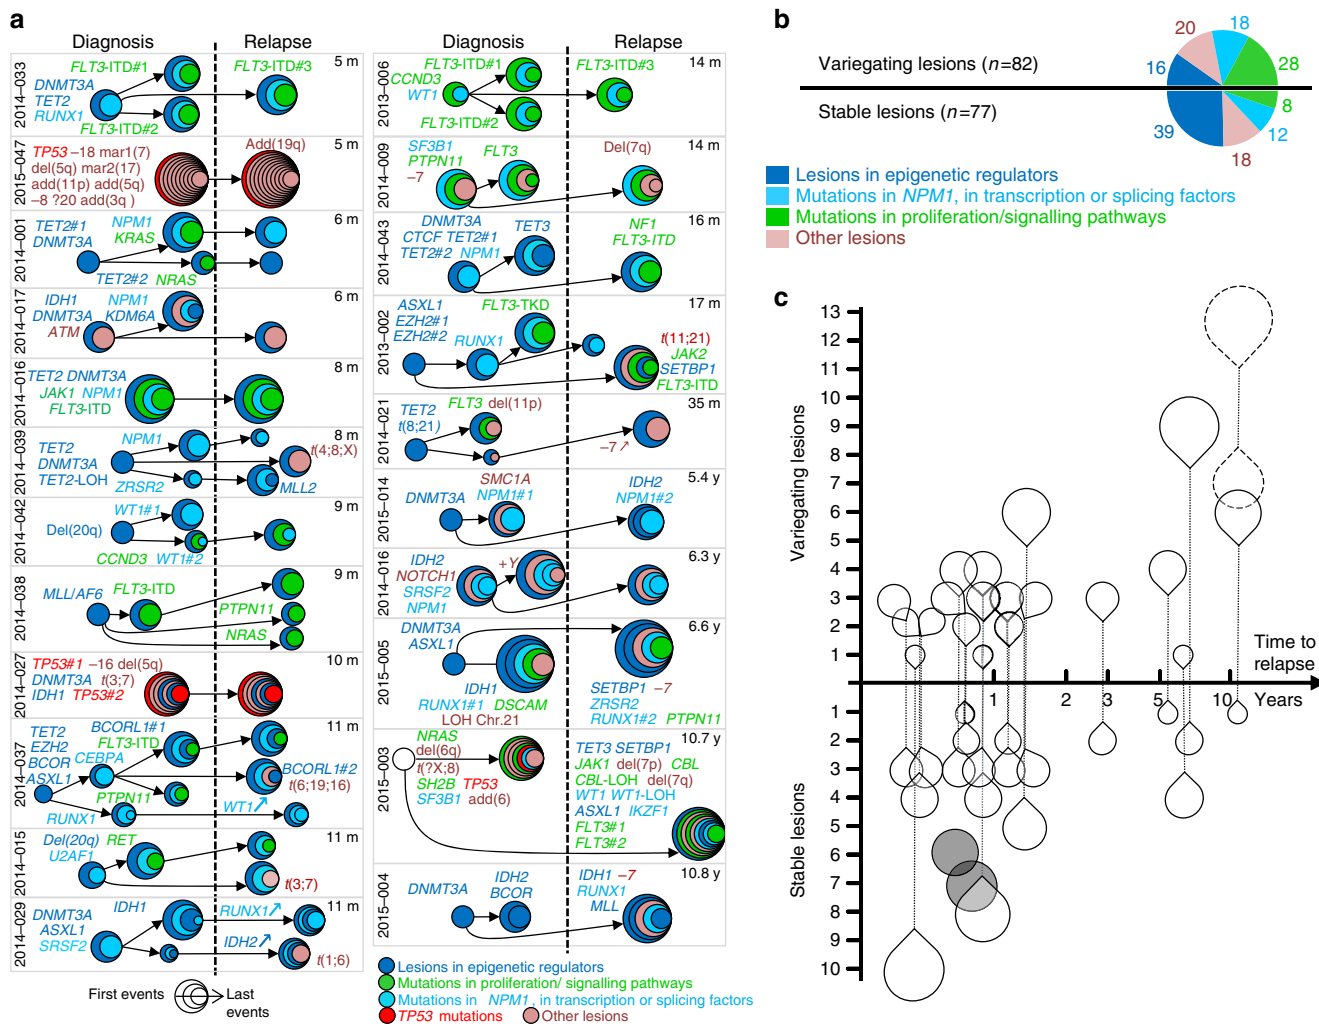 a
Diagnosis
Relapse
2014–033
5 m
FLT3-ITD#1
DNMT3A
TET2
RUNX1
FLT3-ITD#2
FLT3-ITD#3
2015–047
5 m
TP53 –18 mar1(7)
del(5q) mar2(17)
add(11p) add(5q)
–8 ?20 add(3q )
Add(19q)
2014–001
6 m
TET2#1
DNMT3A
NPM1
KRAS
TET2#2 NRAS
2014–017
6 m
IDH1
DNMT3A
ATM
NPM1
KDM6A
2014–016
8 m
TET2 DNMT3A
JAK1 NPM1
FLT3-ITD
2014–039
8 m
NPM1
TET2
DNMT3A
TET2-LOH
ZRSR2
t(4;8;X)
MLL2
2014–042
9 m
WT1#1
Del(20q)
CCND3 WT1#2
2014–038
9 m
MLL/AF6
FLT3-ITD
PTPN11
NRAS
2014–027
10 m
TP53#1 –16 del(5q)
DNMT3A t(3;7)
IDH1 TP53#2
2014–037
11 m
TET2
EZH2
BCOR
ASXL1
BCORL1#1
FLT3-ITD
CEBPA
PTPN11
RUNX1
BCORL1#2
t(6;19;16)
WT1↗
2014–015
11 m
Del(20q)
U2AF1
RET
t(3;7)
2014–029
11 m
DNMT3A
ASXL1
SRSF2
IDH1
RUNX1↗
IDH2↗
t(1;6)
First events
Last
events
Diagnosis
Relapse
2013–006
14 m
FLT3-ITD#1
CCND3
WT1
FLT3-ITD#2
FLT3-ITD#3
2014–009
14 m
SF3B1
PTPN11
–7
FLT3
Del(7q)
2014–043
16 m
DNMT3A
CTCF TET2#1
TET2#2 NPM1
TET3
NF1
FLT3-ITD
2013–002
17 m
ASXL1
EZH2#1
EZH2#2
RUNX1
FLT3-TKD
t(11;21)
JAK2
SETBP1
FLT3-ITD
2014–021
35 m
TET2
t(8;21)
FLT3 del(11p)
–7↗
2015–014
5.4 y
DNMT3A
SMC1A
NPM1#1
IDH2
NPM1#2
2014–016
6.3 y
IDH2
NOTCH1
SRSF2
NPM1
+Y
2015–005
6.6 y
DNMT3A
ASXL1
IDH1
RUNX1#1 DSCAM
LOH Chr.21
SETBP1 –7
ZRSR2
RUNX1#2 PTPN11
2015–003
10.7 y
NRAS
del(6q)
t(?X;8)
SH2B TP53
SF3B1 add(6)
TET3 SETBP1
JAK1 del(7p) CBL
CBL-LOH del(7q)
WT1 WT1-LOH
ASXL1 IKZF1
FLT3#1
FLT3#2
2015–004
10.8 y
DNMT3A
IDH2
BCOR
IDH1 –7
RUNX1
MLL
Lesions in epigenetic regulators
Mutations in proliferation/ signalling pathways
Mutations in NPM1, in transcription or splicing factors
TP53 mutations
Other lesions
b
Variegating lesions (n=82)
Stable lesions (n=77)
20
18
16
28
39
8
12
18
Lesions in epigenetic regulators
Mutations in NPM1, in transcription or splicing factors
Mutations in proliferation/signalling pathways
Other lesions
c
Variegating lesions
13
12
11
10
9
8
7
6
5
4
3
2
1
Time to
relapse
1
2
3
5
10
Years
Stable lesions
1
2
3
4
5
6
7
8
9
10